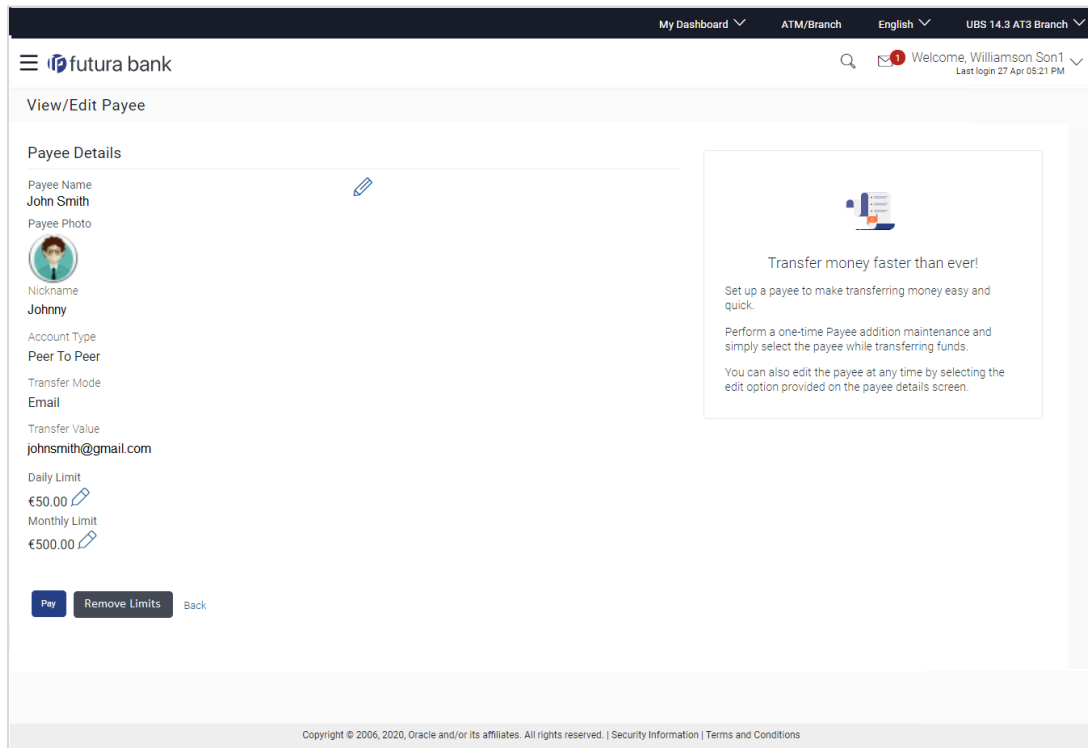 My Dashboard ATM/Branch English UBS 14.3 AT3 Branch
futura bank
1
Welcome, Williamson Son1
Last login 27 Apr 05:21 PM
View/Edit Payee
Payee Details
Payee Name
John Smith
Payee Photo
Nickname
Johnny
Account Type
Peer To Peer
Transfer Mode
Email
Transfer Value
johnsmith@gmail.com
Daily Limit
€50.00
Monthly Limit
€500.00
Pay Remove Limits Back
Transfer money faster than ever!
Set up a payee to make transferring money easy and
quick.
Perform a one-time Payee addition maintenance and
simply select the payee while transferring funds.
You can also edit the payee at any time by selecting the
edit option provided on the payee details screen.
Copyright © 2006, 2020, Oracle and/or its affiliates. All rights reserved. | Security Information | Terms and Conditions